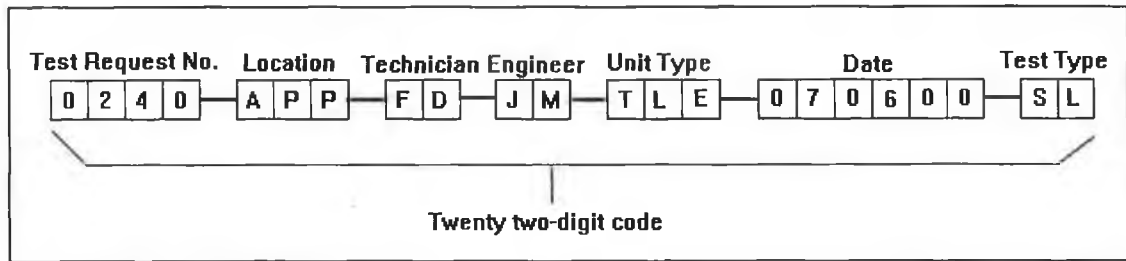 Test Request No. Location Technician Engineer Unit Type Date Test Type
0 2 4 0 A P P F D J M T L E 0 7 0 6 0 0 S L
Twenty two-digit code